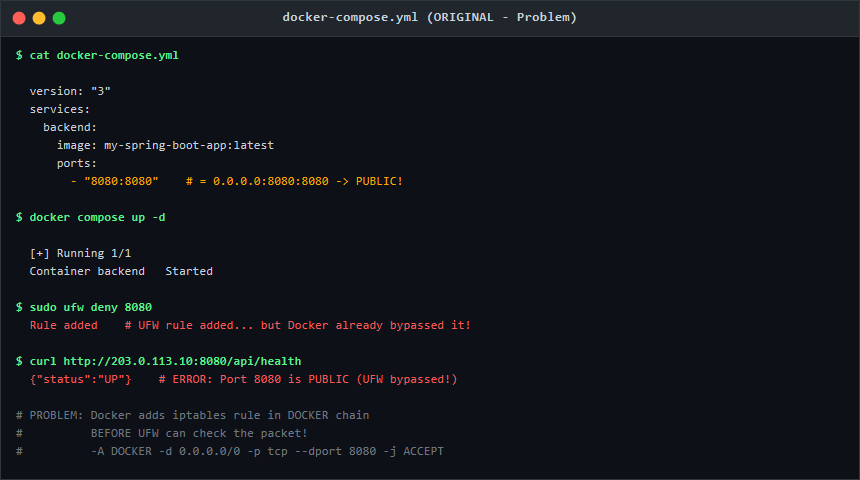 docker-compose.yml (ORIGINAL - Problem)
$ cat docker-compose.yml
version: "3"
services:
backend:
image: my-spring-boot-app:latest
ports:
- "8080:8080"    # = 0.0.0.0:8080:8080 -> PUBLIC!
$ docker compose up -d
[+] Running 1/1
Container backend   Started
$ sudo ufw deny 8080
Rule added    # UFW rule added... but Docker already bypassed it!
$ curl http://203.0.113.10:8080/api/health
{"status":"UP"}    # ERROR: Port 8080 is PUBLIC (UFW bypassed!)
# PROBLEM: Docker adds iptables rule in DOCKER chain
#          BEFORE UFW can check the packet!
#          -A DOCKER -d 0.0.0.0/0 -p tcp --dport 8080 -j ACCEPT